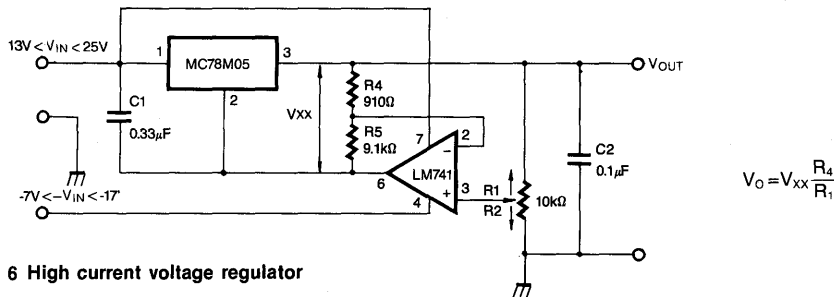 13V<VIN<25V
1
MC78M05
3
2
C1
0.33μF
VXX
R4
910Ω
R5
9.1kΩ
7
2
−
LM741
6
+
3
4
R1
R2
10kΩ
C2
0.1μF
VOUT
VO=VXX R4/R1
-7V<−VIN<-17'
6 High current voltage regulator